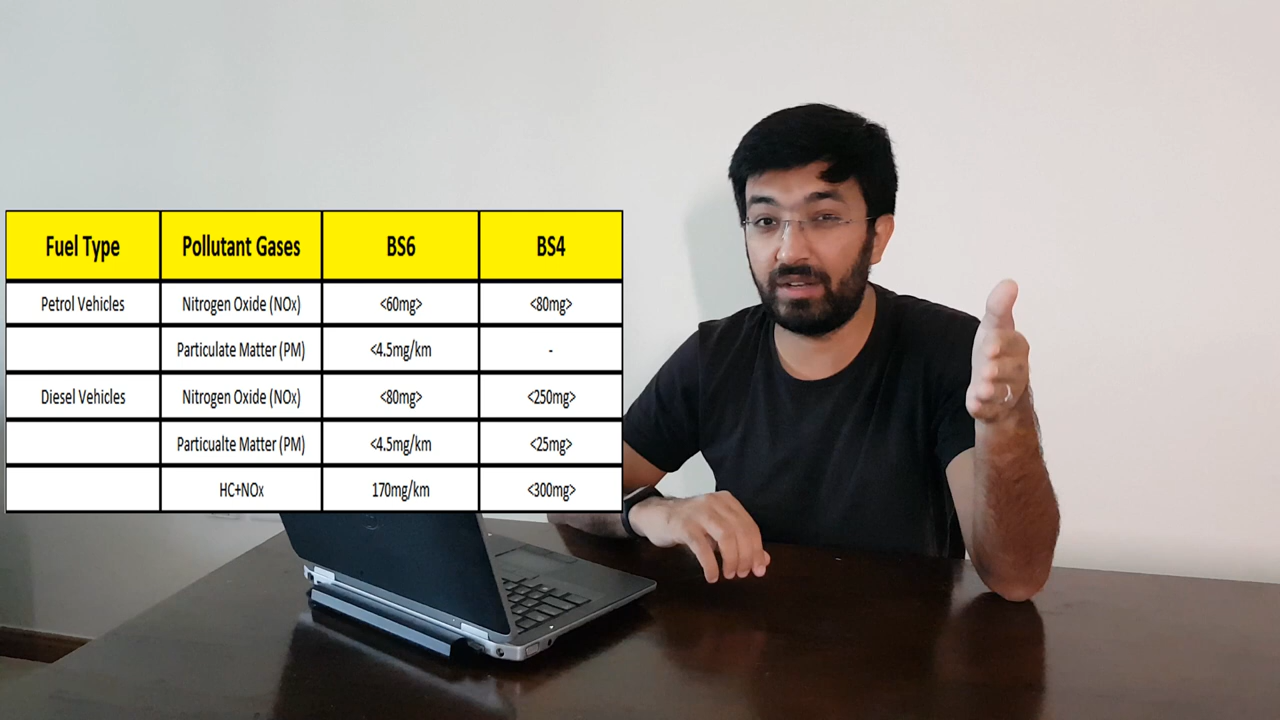 Fuel Type Pollutant Gases BS6 BS4
Petrol Vehicles Nitrogen Oxide (NOx) <60mg> <80mg>
Particulate Matter (PM) <4.5mg/km -
Diesel Vehicles Nitrogen Oxide (NOx) <80mg> <250mg>
Particualte Matter (PM) <4.5mg/km <25mg>
HC+NOx 170mg/km <300mg>